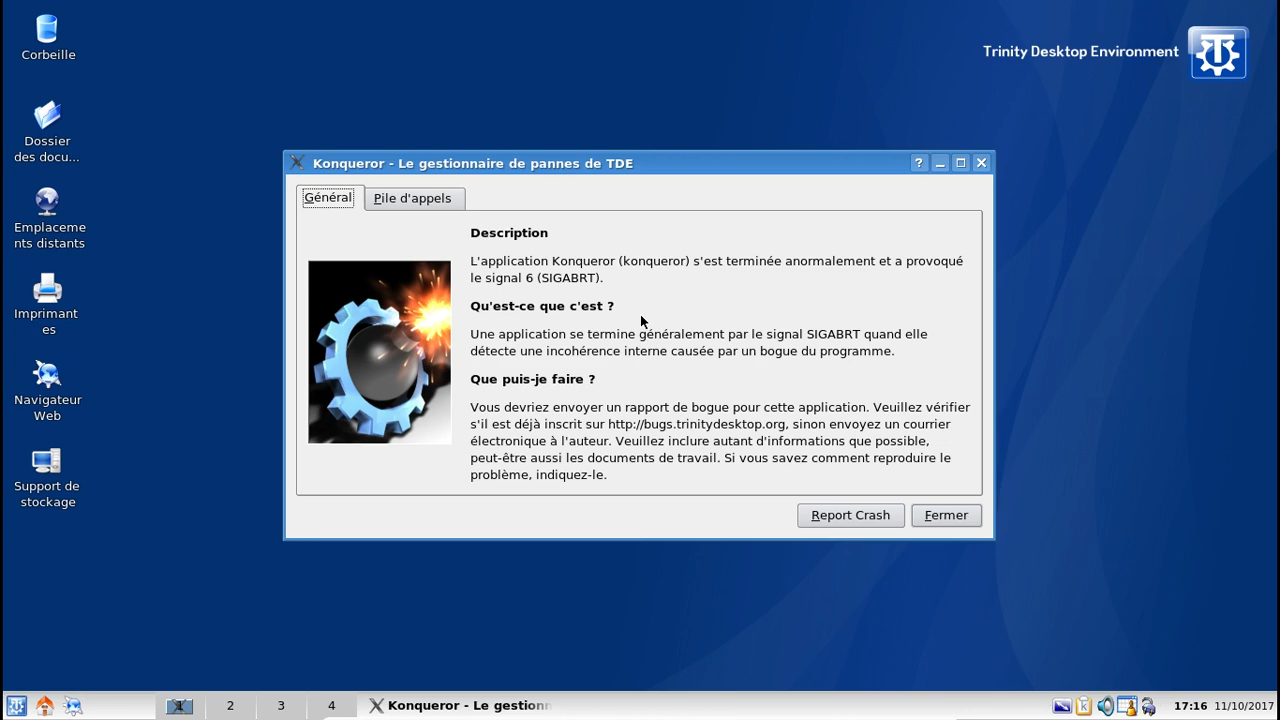 Corbeille
Trinity Desktop Environment
Dossier
des docu...
Emplaceme
nts distants
Imprimant
es
Navigateur
Web
Support de
stockage
Konqueror - Le gestionnaire de pannes de TDE
Général
Pile d'appels
Description
L'application Konqueror (konqueror) s'est terminée anormalement et a provoqué
le signal 6 (SIGABRT).
Qu'est-ce que c'est ?
Une application se termine généralement par le signal SIGABRT quand elle
détecte une incohérence interne causée par un bogue du programme.
Que puis-je faire ?
Vous devriez envoyer un rapport de bogue pour cette application. Veuillez vérifier
s'il est déjà inscrit sur http://bugs.trinitydesktop.org, sinon envoyez un courrier
électronique à l'auteur. Veuillez inclure autant d'informations que possible,
peut-être aussi les documents de travail. Si vous savez comment reproduire le
problème, indiquez-le.
Report Crash
Fermer
1
2
3
4
Konqueror - Le gestionn
17:16
11/10/2017